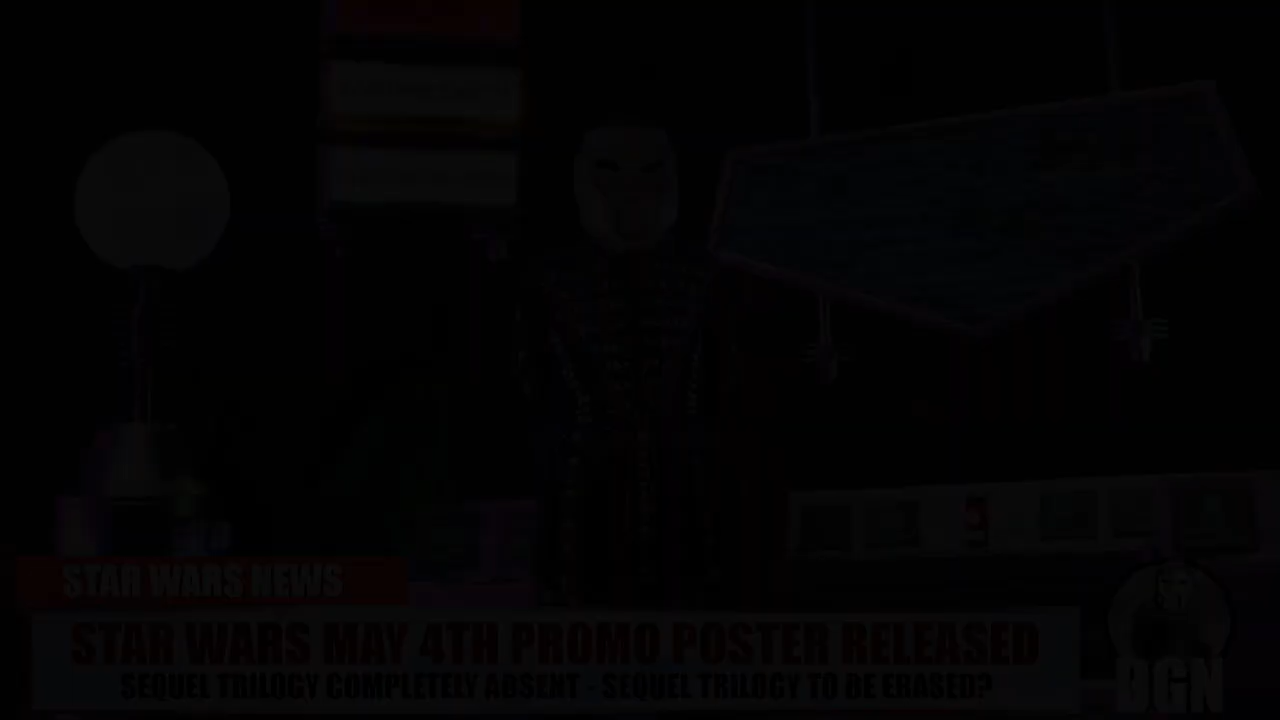 STAR WARS NEWS
STAR WARS MAY 4TH PROMO POSTER RELEASED
SEQUEL TRILOGY COMPLETELY ABSENT - SEQUEL TRILOGY TO BE ERASED?
DGN